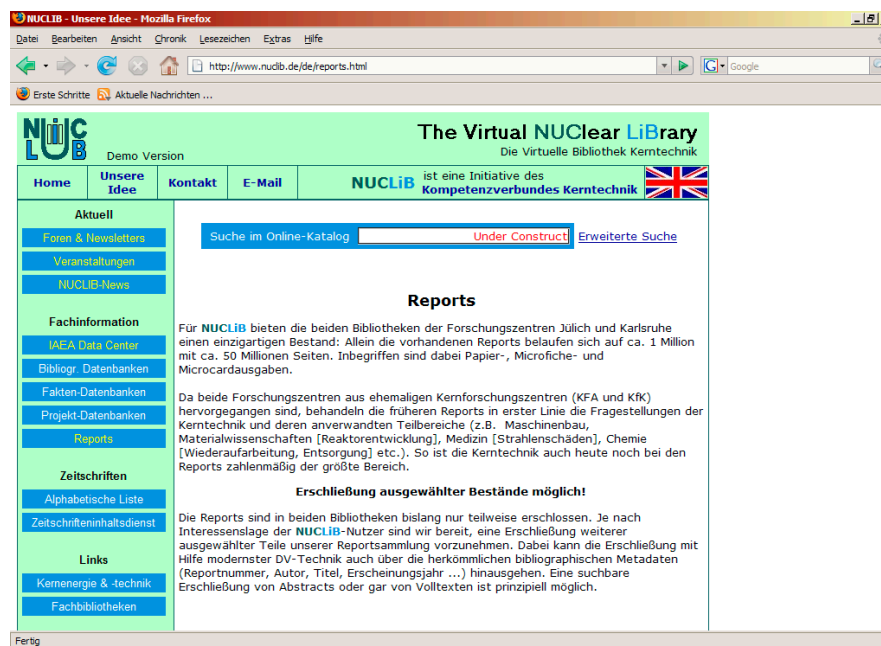 NUCLIB - Unsere Idee - Mozilla Firefox
Datei Bearbeiten Ansicht Chronik Lesezeichen Extras Hilfe
http://www.nuclib.de/de/reports.html
G Google
Erste Schritte Aktuelle Nachrichten ...
NUC
LUB
Demo Version
The Virtual NUClear LiBrary
Die Virtuelle Bibliothek Kerntechnik
Home
Unsere
Idee
Kontakt
E-Mail
NUCLiB
ist eine Initiative des
Kompetenzverbundes Kerntechnik
Aktuell
Foren & Newsletters
Veranstaltungen
NUCLIB-News
Fachinformation
IAEA Data Center
Bibliogr. Datenbanken
Fakten-Datenbanken
Projekt-Datenbanken
Reports
Zeitschriften
Alphabetische Liste
Zeitschrifteninhaltsdienst
Links
Kernenergie & -technik
Fachbibliotheken
Suche im Online-Katalog Under Construct Erweiterte Suche
Reports
Für NUCLiB bieten die beiden Bibliotheken der Forschungszentren Jülich und Karlsruhe
einen einzigartigen Bestand: Allein die vorhandenen Reports belaufen sich auf ca. 1 Million
mit ca. 50 Millionen Seiten. Inbegriffen sind dabei Papier-, Microfiche- und
Microcardausgaben.
Da beide Forschungszentren aus ehemaligen Kernforschungszentren (KFA und KfK)
hervorgegangen sind, behandeln die früheren Reports in erster Linie die Fragestellungen der
Kerntechnik und deren anverwandten Teilbereiche (z.B. Maschinenbau,
Materialwissenschaften [Reaktorentwicklung], Medizin [Strahlenschäden], Chemie
[Wiederaufarbeitung, Entsorgung] etc.). So ist die Kerntechnik auch heute noch bei den
Reports zahlenmäßig der größte Bereich.
Erschließung ausgewählter Bestände möglich!
Die Reports sind in beiden Bibliotheken bislang nur teilweise erschlossen. Je nach
Interessenslage der NUCLiB-Nutzer sind wir bereit, eine Erschließung weiterer
ausgewählter Teile unserer Reportsammlung vorzunehmen. Dabei kann die Erschließung mit
Hilfe modernster DV-Technik auch über die herkömmlichen bibliographischen Metadaten
(Reportnummer, Autor, Titel, Erscheinungsjahr ...) hinausgehen. Eine suchbare
Erschließung von Abstracts oder gar von Volltexten ist prinzipiell möglich.
Fertig